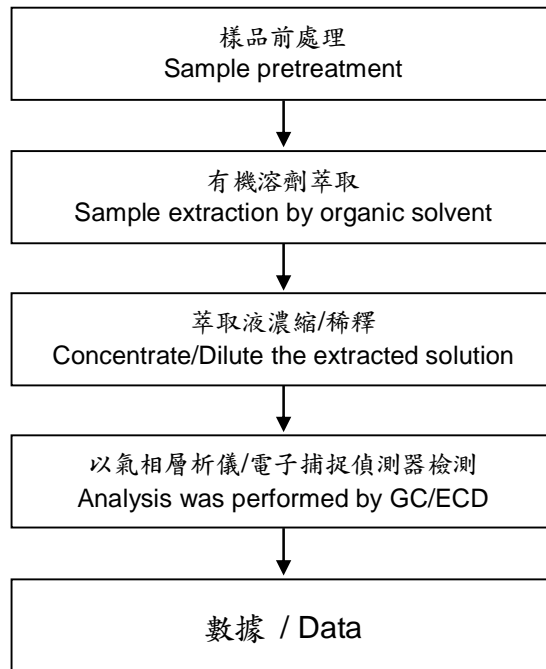 樣品前處理
Sample pretreatment
有機溶劑萃取
Sample extraction by organic solvent
萃取液濃縮/稀釋
Concentrate/Dilute the extracted solution
以氣相層析儀/電子捕捉偵測器檢測
Analysis was performed by GC/ECD
數據 / Data